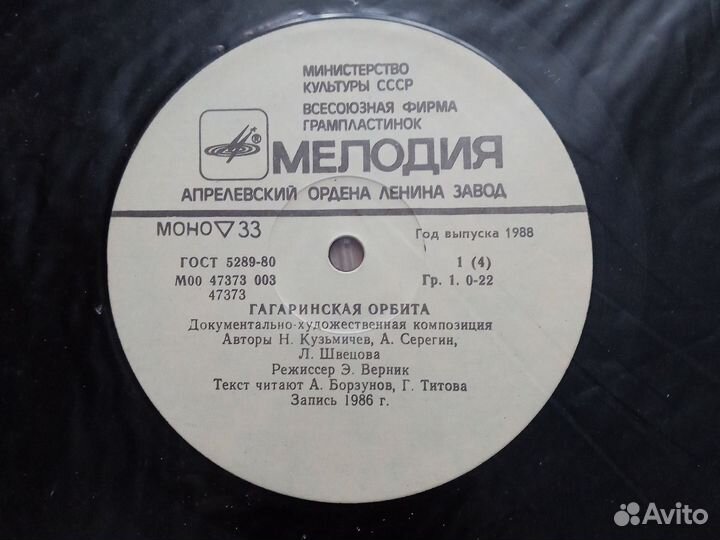 МИНИСТЕРСТВО
КУЛЬТУРЫ СССР
ВСЕСОЮЗНАЯ ФИРМА
ГРАМПЛАСТИНОК
®
МЕЛОДИЯ
АПРЕЛЕВСКИЙ ОРДЕНА ЛЕНИНА ЗАВОД
МОНО ▽ 33
Год выпуска 1988
ГОСТ 5289-80
1 (4)
М00 47373 003
Гр. 1. 0-22
47373
ГАГАРИНСКАЯ ОРБИТА
Документально-художественная композиция
Авторы Н. Кузьмичев, А. Серегин,
Л. Швецова
Режиссер Э. Верник
Текст читают А. Борзунов, Г. Титова
Запись 1986 г.
Avito